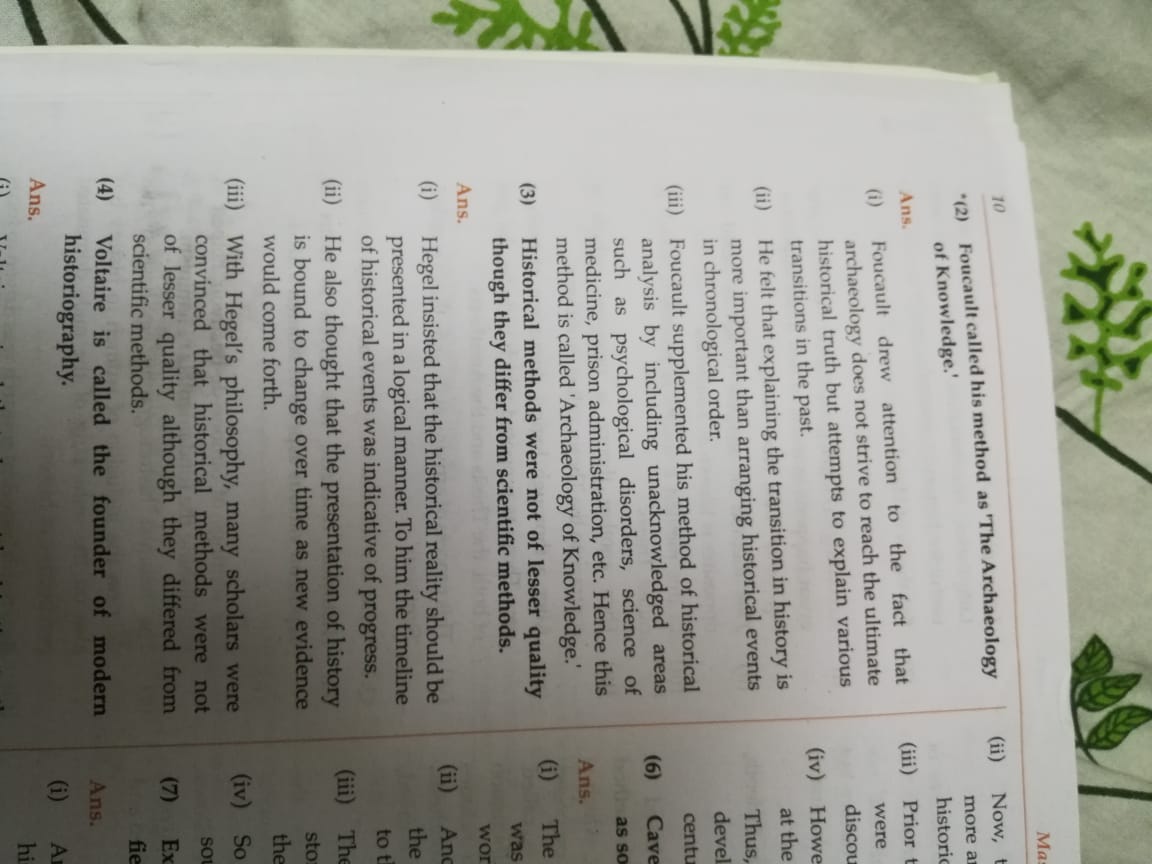 10
*(2) Foucault called his method as 'The Archaeology
of Knowledge.'
Ans.
(i) Foucault drew attention to the fact that
archaeology does not strive to reach the ultimate
historical truth but attempts to explain various
transitions in the past.
(ii) He felt that explaining the transition in history is
more important than arranging historical events
in chronological order.
(iii) Foucault supplemented his method of historical
analysis by including unacknowledged areas
such as psychological disorders, science of
medicine, prison administration, etc. Hence this
method is called 'Archaeology of Knowledge.'
(3) Historical methods were not of lesser quality
though they differ from scientific methods.
Ans.
(i) Hegel insisted that the historical reality should be
presented in a logical manner. To him the timeline
of historical events was indicative of progress.
(ii) He also thought that the presentation of history
is bound to change over time as new evidence
would come forth.
(iii) With Hegel's philosophy, many scholars were
convinced that historical methods were not
of lesser quality although they differed from
scientific methods.
(4) Voltaire is called the founder of modern
historiography.
Ans.
(i)
(ii) Now, t
more a
historic
(iii) Prior t
were
discou
(iv) Howe
at the
Thus,
devel
centu
(6) Cave
as so
Ans.
(i) The
was
wor
(ii) And
the
to t
(iii) The
sto
the
(iv) So
sou
(7) Ex
fie
Ans.
(i) A
hi